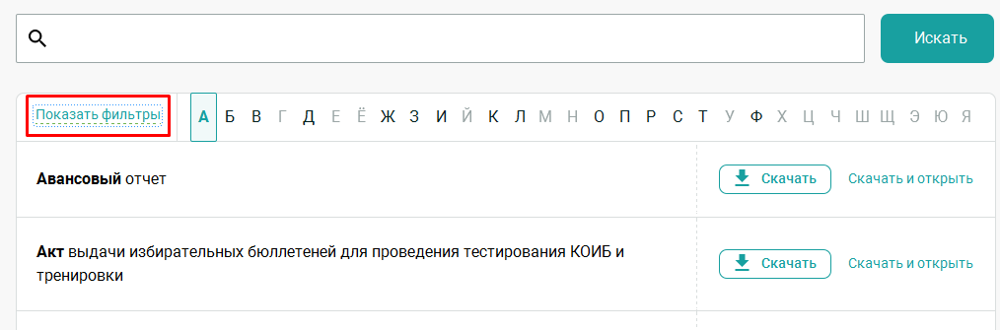 Искать
Показать фильтры А Б В Г Д Е Ё Ж З И Й К Л М Н О П Р С Т У Ф Х Ц Ч Ш Щ Э Ю Я
Авансовый отчет Скачать Скачать и открыть
Акт выдачи избирательных бюллетеней для проведения тестирования КОИБ и
тренировки
Скачать Скачать и открыть